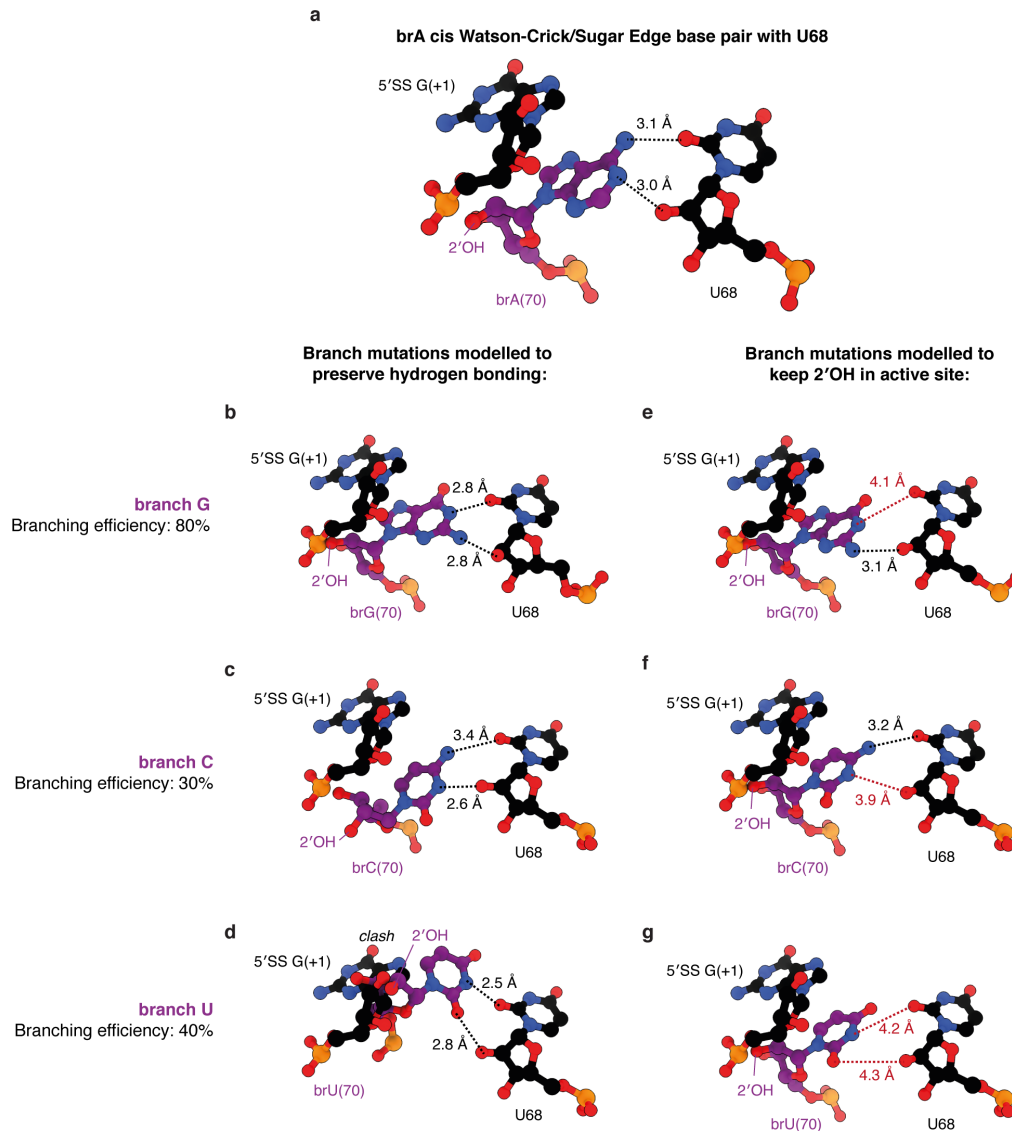 a
brA cis Watson-Crick/Sugar Edge base pair with U68
5′SS G(+1)
3.1 Å
3.0 Å
2′OH
brA(70)
U68
Branch mutations modelled to
preserve hydrogen bonding:
Branch mutations modelled to
keep 2′OH in active site:
b
5′SS G(+1)
branch G
Branching efficiency: 80%
2.8 Å
2.8 Å
2′OH
brG(70)
U68
e
5′SS G(+1)
4.1 Å
3.1 Å
2′OH
brG(70)
U68
c
5′SS G(+1)
branch C
Branching efficiency: 30%
3.4 Å
2.6 Å
2′OH
brC(70)
U68
f
5′SS G(+1)
3.2 Å
3.9 Å
2′OH
brC(70)
U68
d
clash
2′OH
5′SS G(+1)
branch U
Branching efficiency: 40%
2.5 Å
2.8 Å
brU(70)
U68
g
5′SS G(+1)
4.2 Å
4.3 Å
2′OH
brU(70)
U68